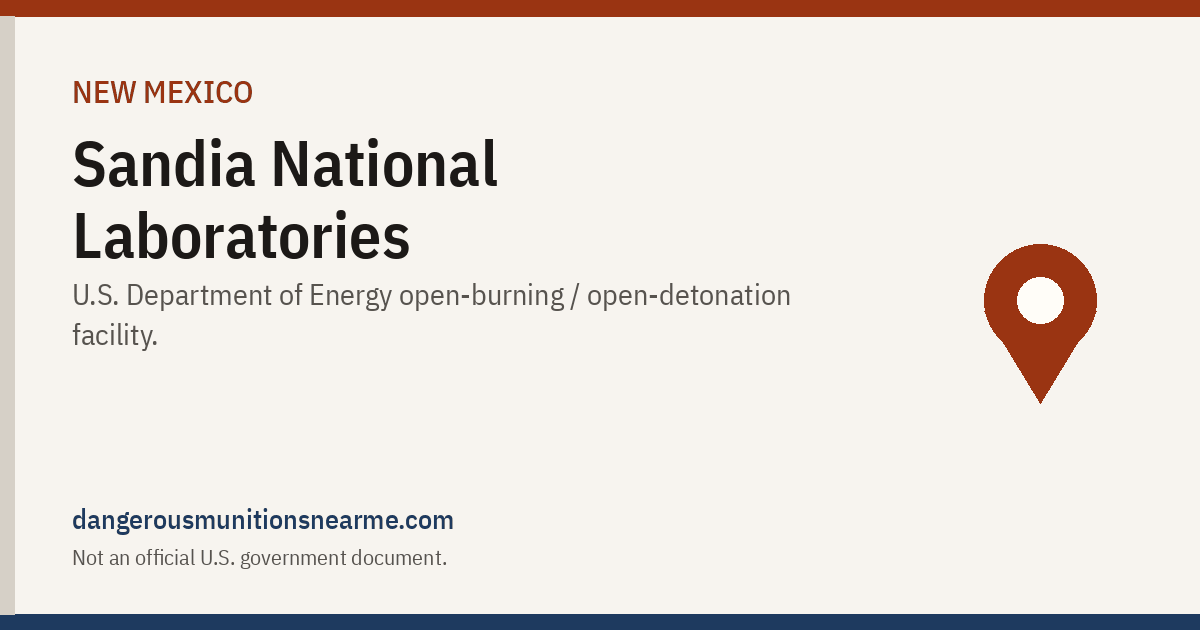 NEW MEXICO
Sandia National
Laboratories
U.S. Department of Energy open-burning / open-detonation
facility.
dangerousmunitionsnearme.com
Not an official U.S. government document.